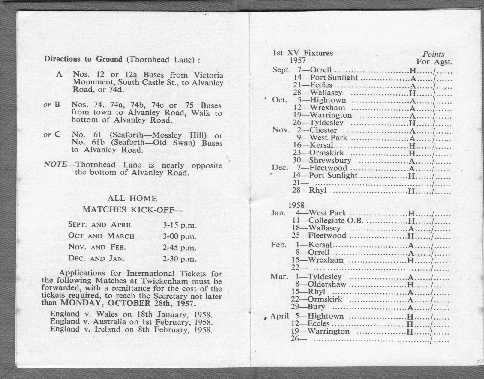 Directions to Ground (Thornhead Lane) :
A Nos. 12 or 12a Buses from Victoria
Monument, South Castle St., to Alvanley
Road, or 74d.
or B Nos. 74, 74a, 74b, 74c or 75 Buses
from town to Alvanley Road, Walk to
bottom of Alvanley Road.
or C No. 61 (Seaforth—Mossley Hill) or
No. 61b (Seaforth—Old Swan) Buses
to Alvanley Road.
NOTE—Thornhead Lane is nearly opposite
the bottom of Alvanley Road.
ALL HOME
MATCHES KICK-OFF—
SEPT. AND APRIL 3-15 p.m.
OCT AND MARCH 3-00 p.m.
NOV. AND FEB. 2-45 p.m.
DEC. AND JAN. 2-30 p.m.
Applications for International Tickets for
the following Matches at Twickenham must be
forwarded, with a remittance for the cost of the
tickets required, to reach the Secretary not later
than MONDAY, OCTOBER 28th, 1957.
England v. Wales on 18th January, 1958.
England v. Australia on 1st February, 1958.
England v. Ireland on 8th February, 1958.
1st XV Fixtures Points
1957 For Agst.
Sept. 7—Orrell H
14—Port Sunlight A
21—Eccles A
28—Wallasey H
Oct. 5—Hightown A
12—Wrexham A
19—Warrington A
26—Tyldesley H
Nov. 2—Chester A
9—West Park A
16—Kersal H
23—Ormskirk H
30—Shrewsbury A
Dec. 7—Fleetwood A
14—Port Sunlight H
21—
28—Rhyl H
1958
Jan. 4—West Park H
11—Collegiate O.B. H
18—Wallasey A
25—Fleetwood H
Feb. 1—Kersal A
8—Orrell A
15—Wrexham H
22—
Mar. 1—Tyldesley A
8—Oldershaw H
15—Rhyl A
22—Ormskirk A
29—Bury A
April 5—Hightown H
12—Eccles H
19—Warrington H
26—